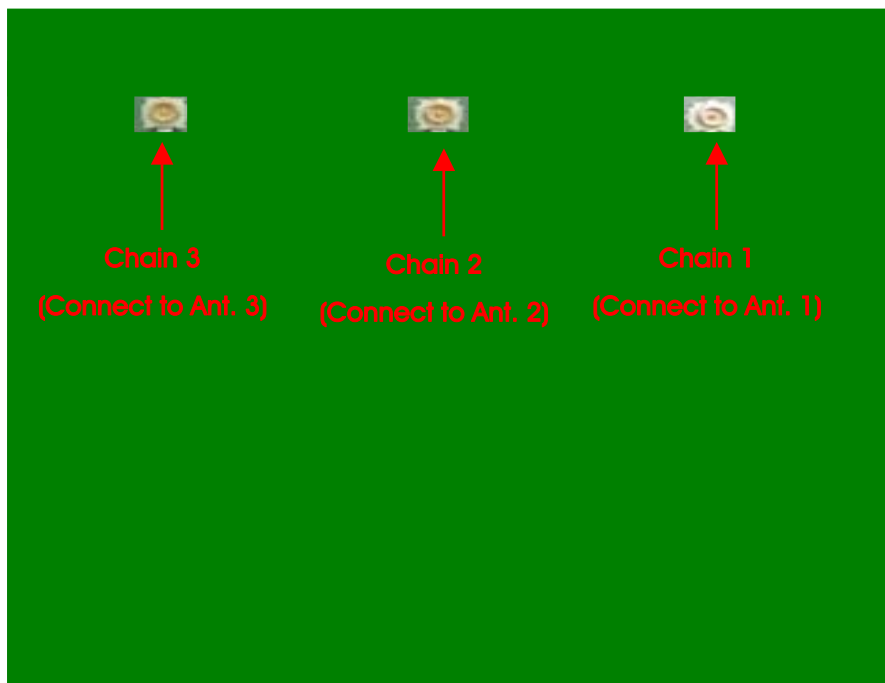 Chain 3
(Connect to Ant. 3)
Chain 2
(Connect to Ant. 2)
Chain 1
(Connect to Ant. 1)